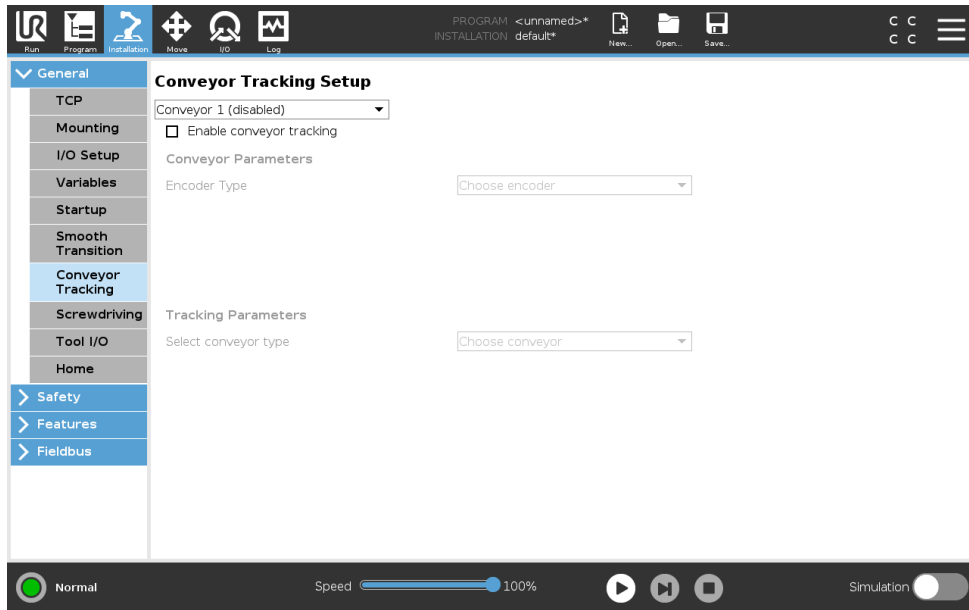 UR
Run
Program
Installation
Move
I/O
Log
PROGRAM <unnamed>*
INSTALLATION default*
New...
Open...
Save...
C C
C C
General
TCP
Mounting
I/O Setup
Variables
Startup
Smooth
Transition
Conveyor
Tracking
Screwdriving
Tool I/O
Home
Safety
Features
Fieldbus
Conveyor Tracking Setup
Conveyor 1 (disabled)
Enable conveyor tracking
Conveyor Parameters
Encoder Type
Choose encoder
Tracking Parameters
Select conveyor type
Choose conveyor
Normal
Speed
100%
Simulation